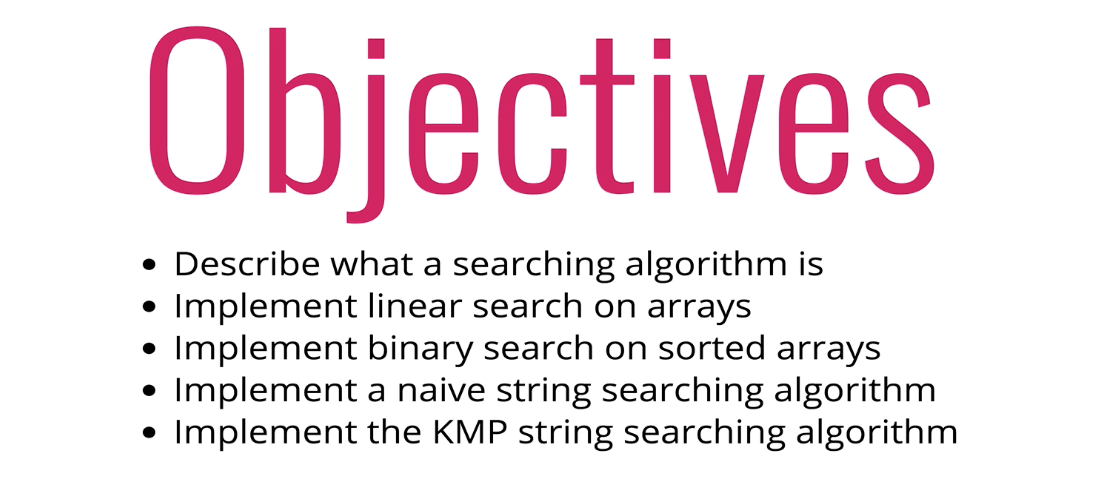 Objectives
• Describe what a searching algorithm is
• Implement linear search on arrays
• Implement binary search on sorted arrays
• Implement a naive string searching algorithm
• Implement the KMP string searching algorithm